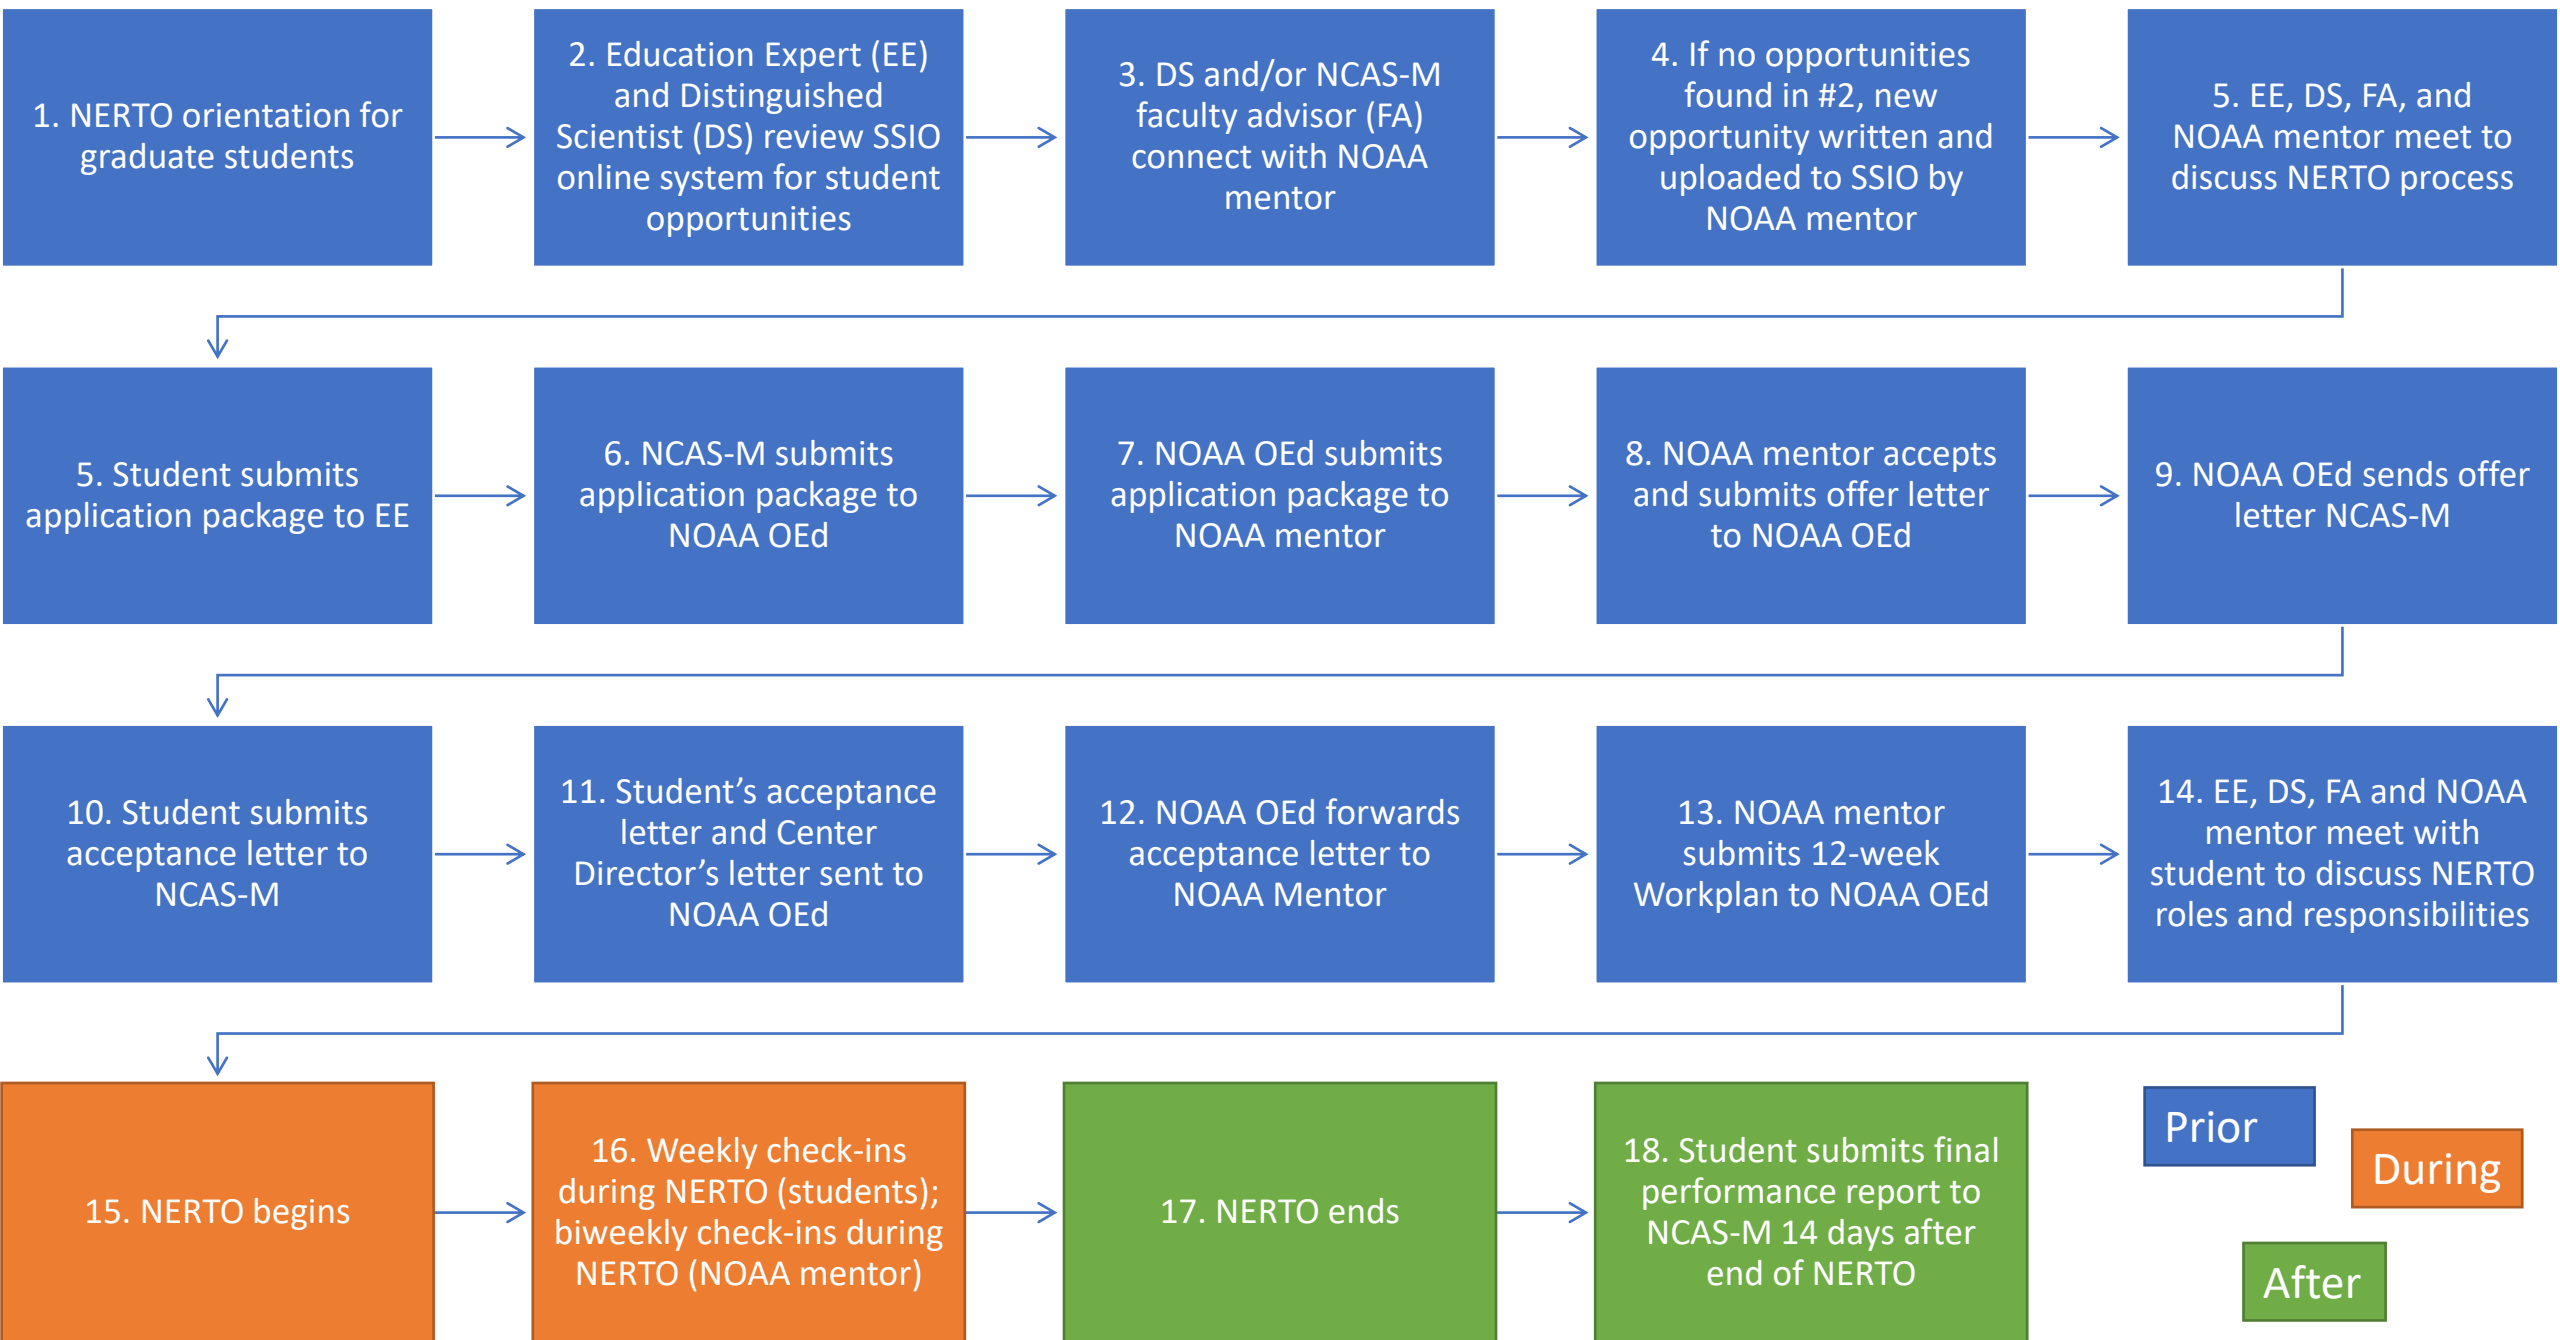 1. NERTO orientation for
graduate students
2. Education Expert (EE)
and Distinguished
Scientist (DS) review SSIO
online system for student
opportunities
3. DS and/or NCAS-M
faculty advisor (FA)
connect with NOAA
mentor
4. If no opportunities
found in #2, new
opportunity written and
uploaded to SSIO by
NOAA mentor
5. EE, DS, FA, and
NOAA mentor meet to
discuss NERTO process
5. Student submits
application package to EE
6. NCAS-M submits
application package to
NOAA OEd
7. NOAA OEd submits
application package to
NOAA mentor
8. NOAA mentor accepts
and submits offer letter
to NOAA OEd
9. NOAA OEd sends offer
letter NCAS-M
10. Student submits
acceptance letter to
NCAS-M
11. Student’s acceptance
letter and Center
Director’s letter sent to
NOAA OEd
12. NOAA OEd forwards
acceptance letter to
NOAA Mentor
13. NOAA mentor
submits 12-week
Workplan to NOAA OEd
14. EE, DS, FA and NOAA
mentor meet with
student to discuss NERTO
roles and responsibilities
15. NERTO begins
16. Weekly check-ins
during NERTO (students);
biweekly check-ins during
NERTO (NOAA mentor)
17. NERTO ends
18. Student submits final
performance report to
NCAS-M 14 days after
end of NERTO
Prior
During
After